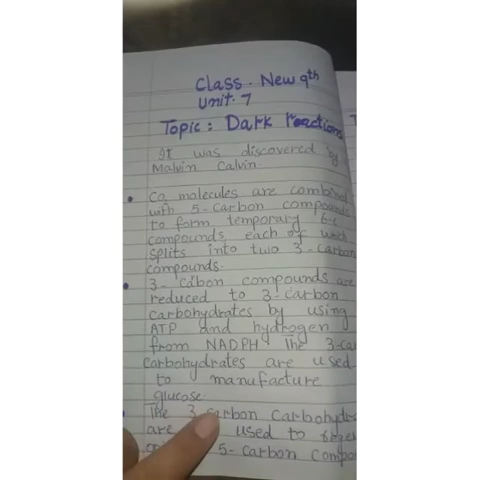 Class. New 9th
Unit. 7
Topic: Dark reactions
It was discovered by
Malvin Calvin
Co molecules are combined
with 5-Carbon compounds
to form temporary 6-
compounds, each of which
splits into two 3-Carbon
compounds.
3-cabon compounds are
reduced to 3-carbon
carbohydrates by using
ATP and hydrogen
from NADPH The 3-car
carbohydrates are used
to manufacture
glucose.
The 3 carbon Carbohydra
are used to
5-carbon compo